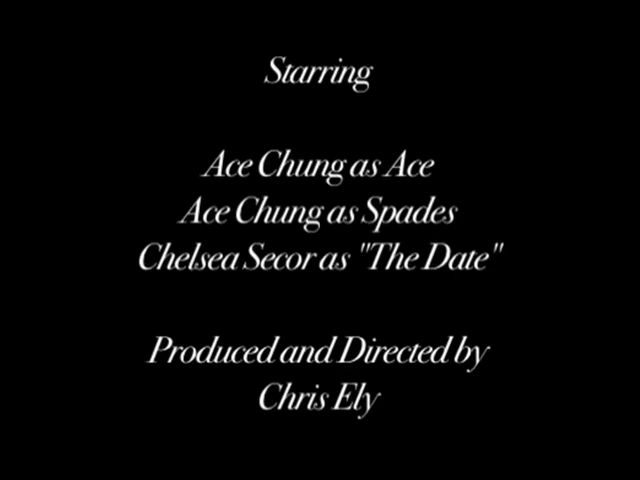 Starring
Ace Chung as Ace
Ace Chung as Spades
Chelsea Secor as "The Date"
Produced and Directed by
Chris Ely